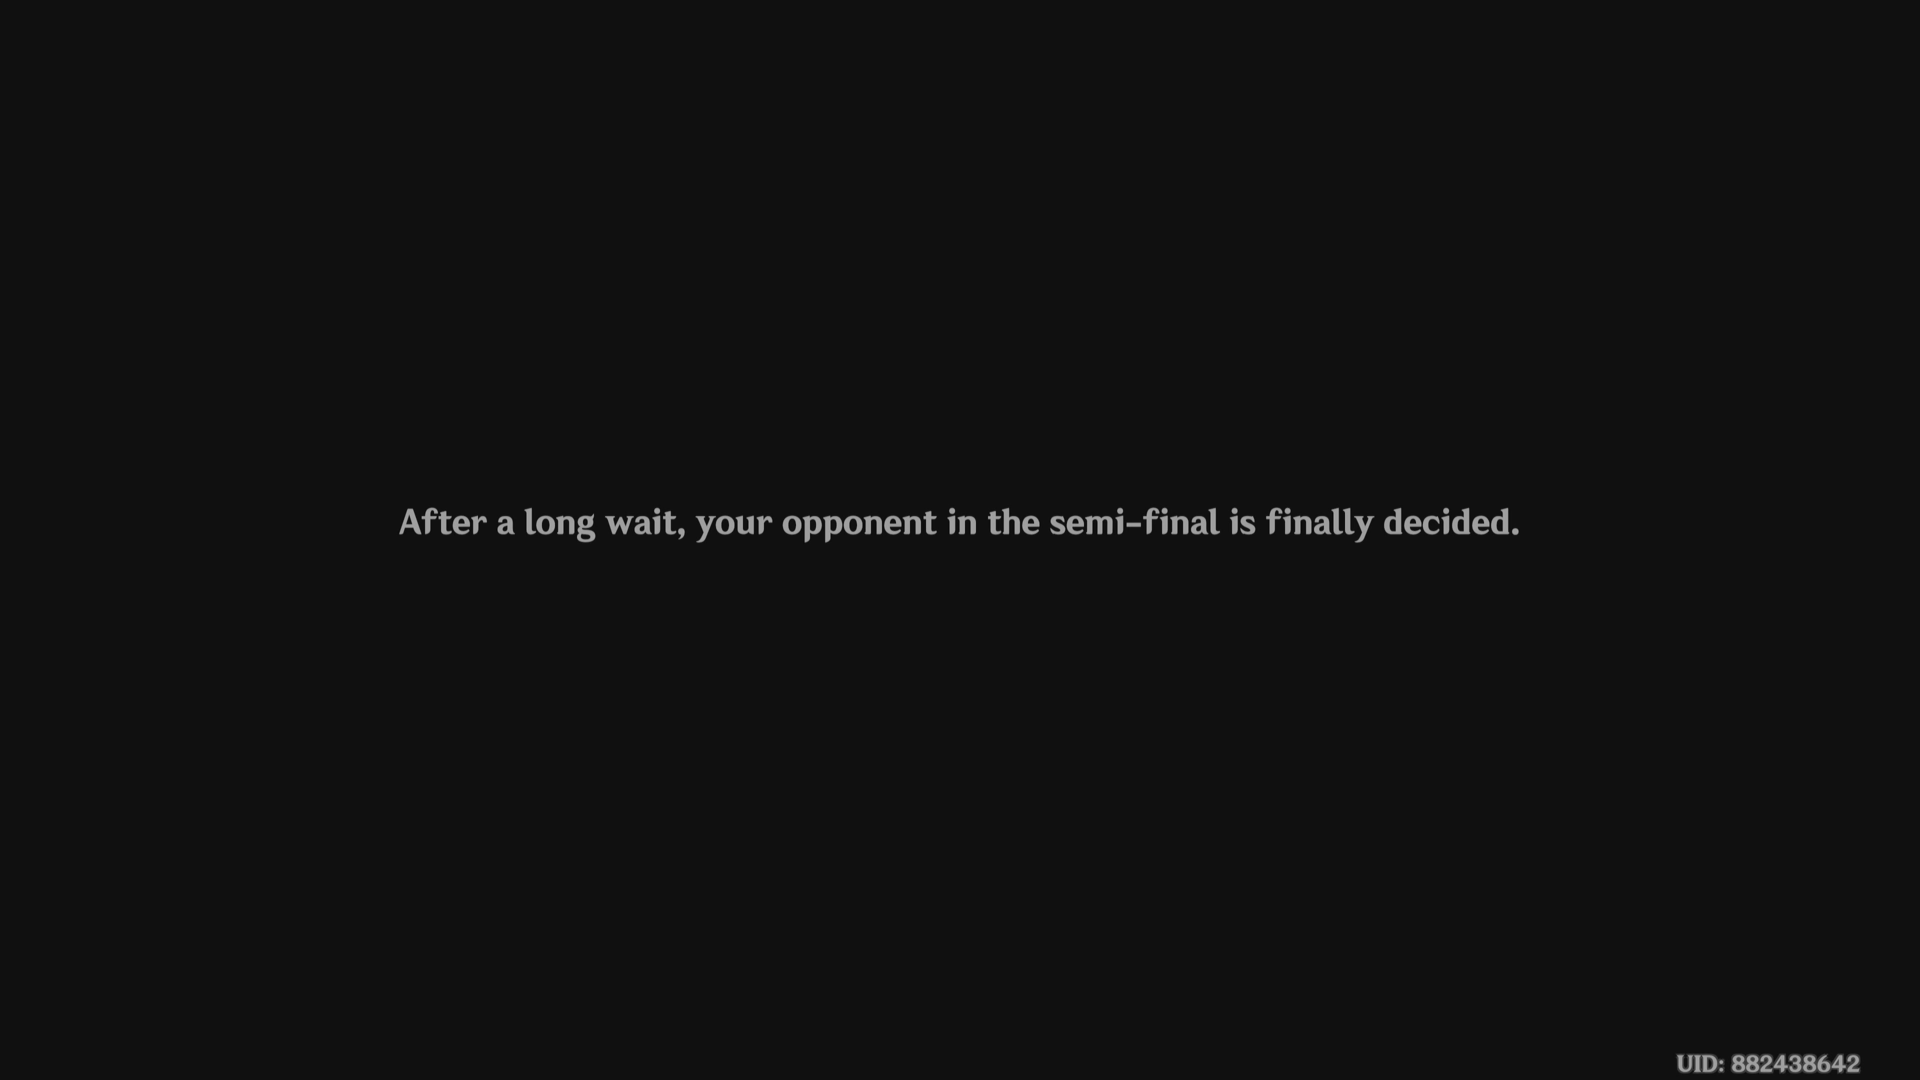 After a long wait, your opponent in the semi-final is finally decided.
UID: 882438642